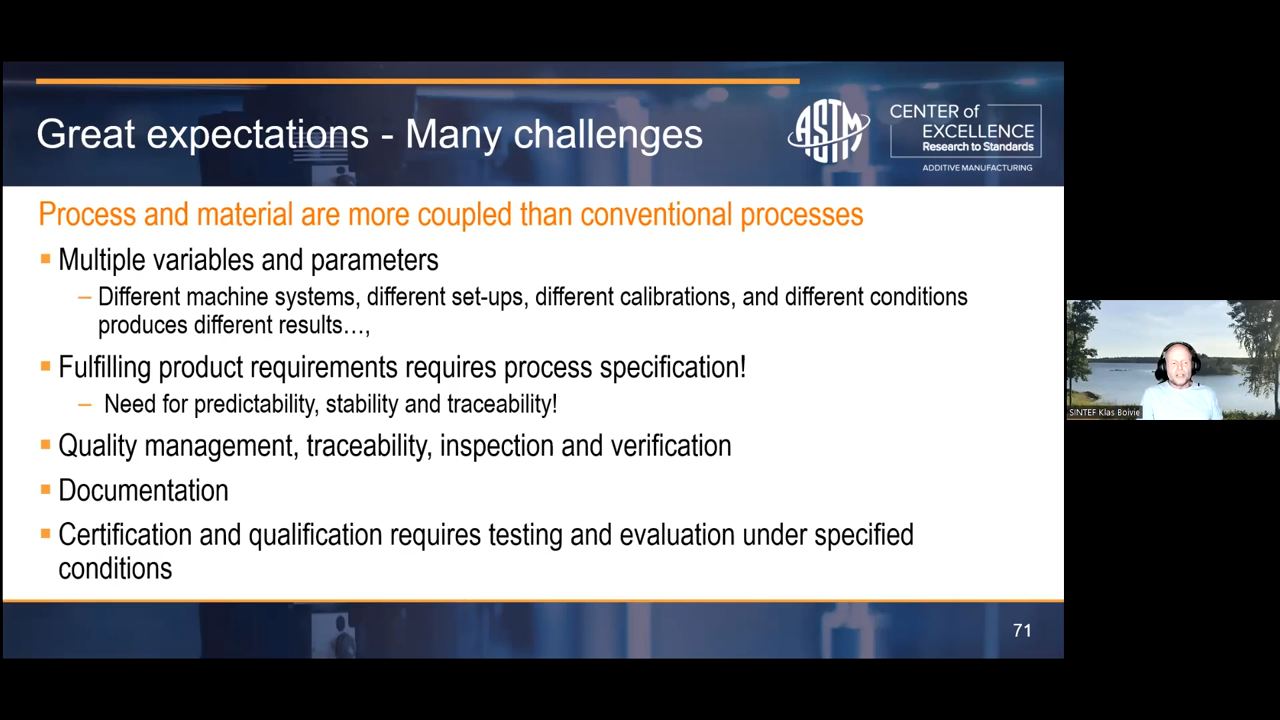 Great expectations - Many challenges
ASTM
CENTER of
EXCELLENCE
Research to Standards
ADDITIVE MANUFACTURING
Process and material are more coupled than conventional processes
Multiple variables and parameters
– Different machine systems, different set-ups, different calibrations, and different conditions
produces different results…,
Fulfilling product requirements requires process specification!
– Need for predictability, stability and traceability!
Quality management, traceability, inspection and verification
Documentation
Certification and qualification requires testing and evaluation under specified
conditions
SINTEF Klas Boivie
71